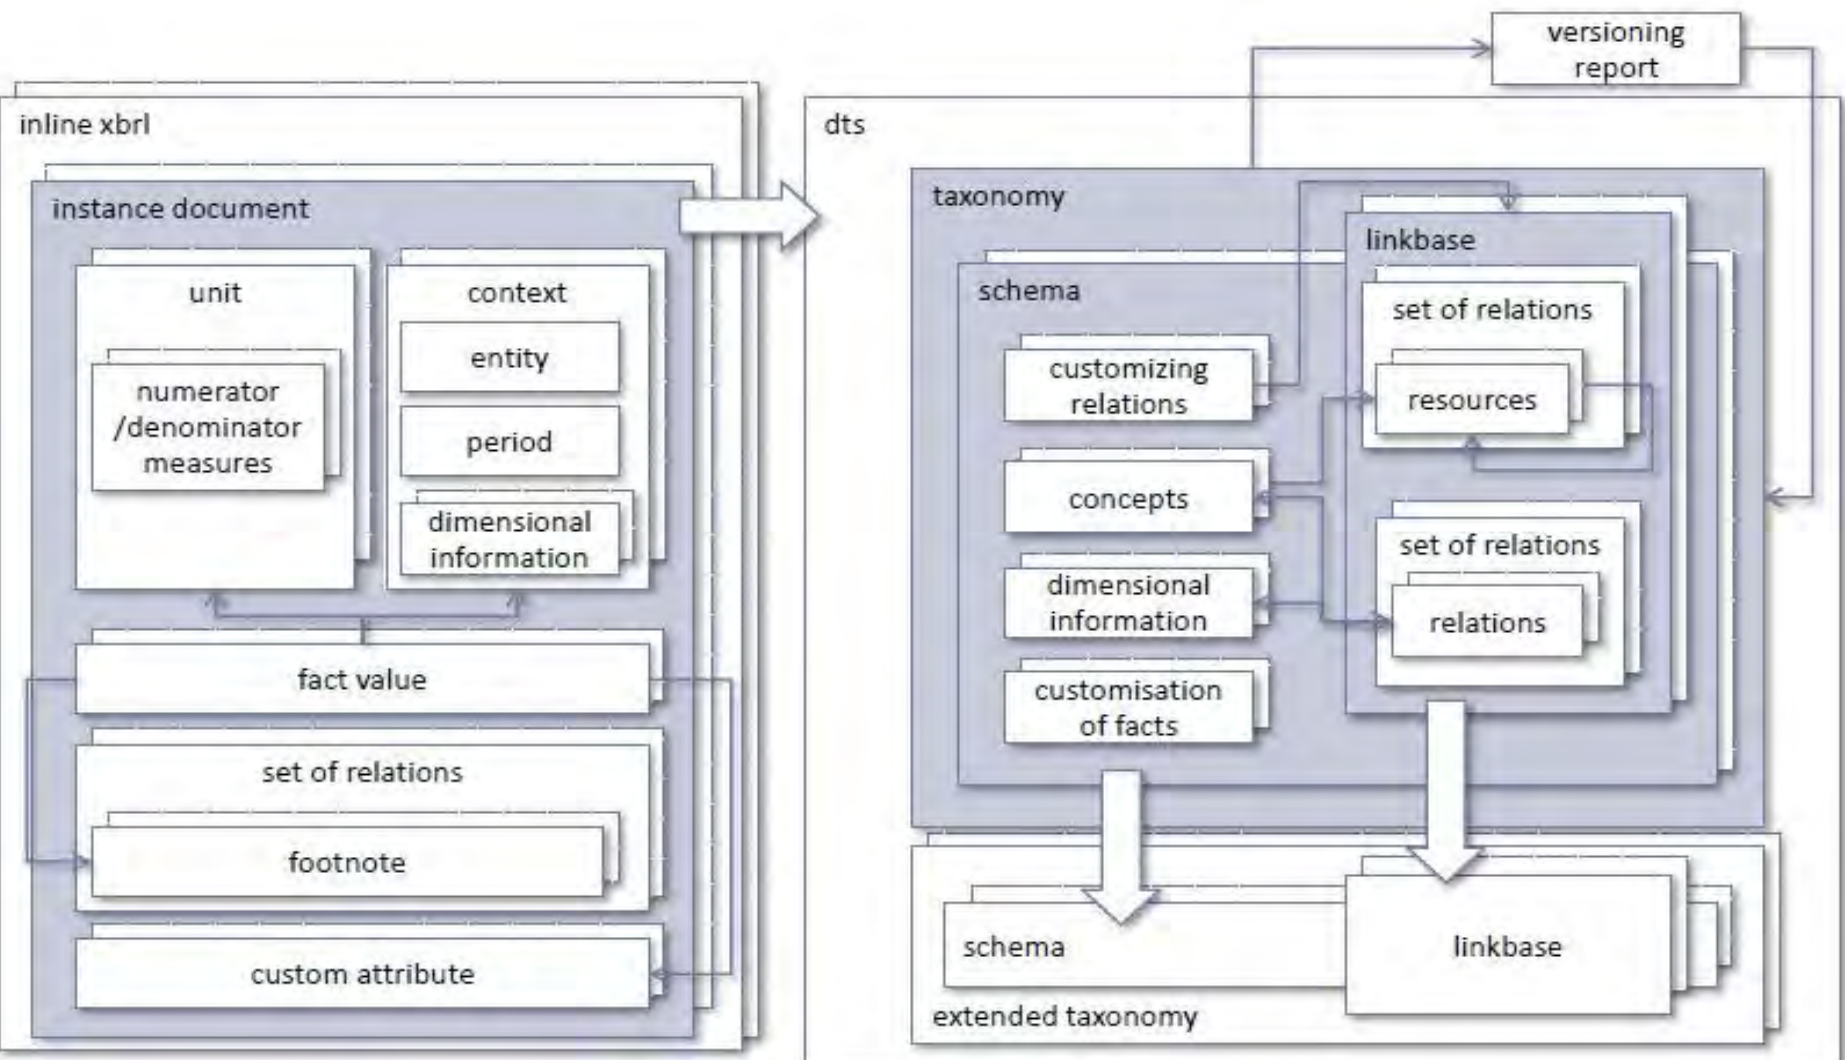 versioning
report
inline xbrl
instance document
unit
numerator
/denominator
measures
context
entity
period
dimensional
information
fact value
set of relations
footnote
custom attribute
dts
taxonomy
schema
customizing
relations
concepts
dimensional
information
customisation
of facts
linkbase
set of relations
resources
set of relations
relations
schema
linkbase
extended taxonomy